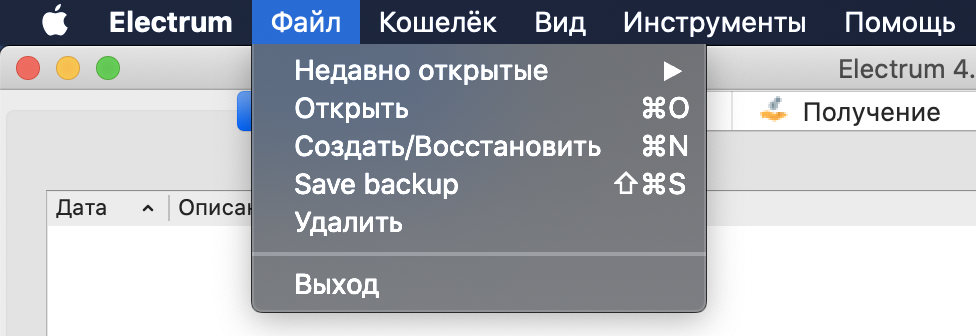 Electrum Файл Кошелёк Вид Инструменты Помощь
Electrum 4.
Недавно открытые
Открыть ⌘O
Получение
Создать/Восстановить ⌘N
Save backup ⇧⌘S
Дата
Удалить
Выход